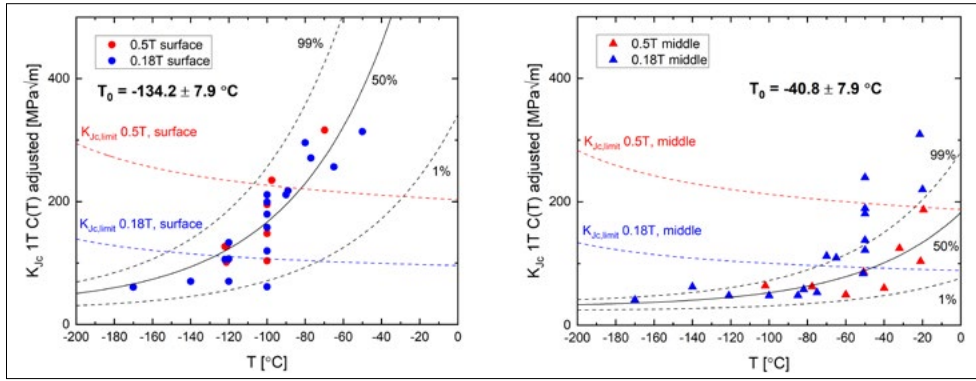 0.5T surface
0.18T surface
T0 = -134.2 ± 7.9 °C
99%
50%
1%
KJc,limit 0.5T, surface
KJc,limit 0.18T, surface
KJc 1T C(T) adjusted [MPa√m]
400
200
0
-200 -180 -160 -140 -120 -100 -80 -60 -40 -20 0
T [°C]
0.5T middle
0.18T middle
T0 = -40.8 ± 7.9 °C
99%
50%
1%
KJc,limit 0.5T, middle
KJc,limit 0.18T, middle
KJc 1T C(T) adjusted [MPa√m]
400
200
0
-200 -180 -160 -140 -120 -100 -80 -60 -40 -20 0
T [°C]